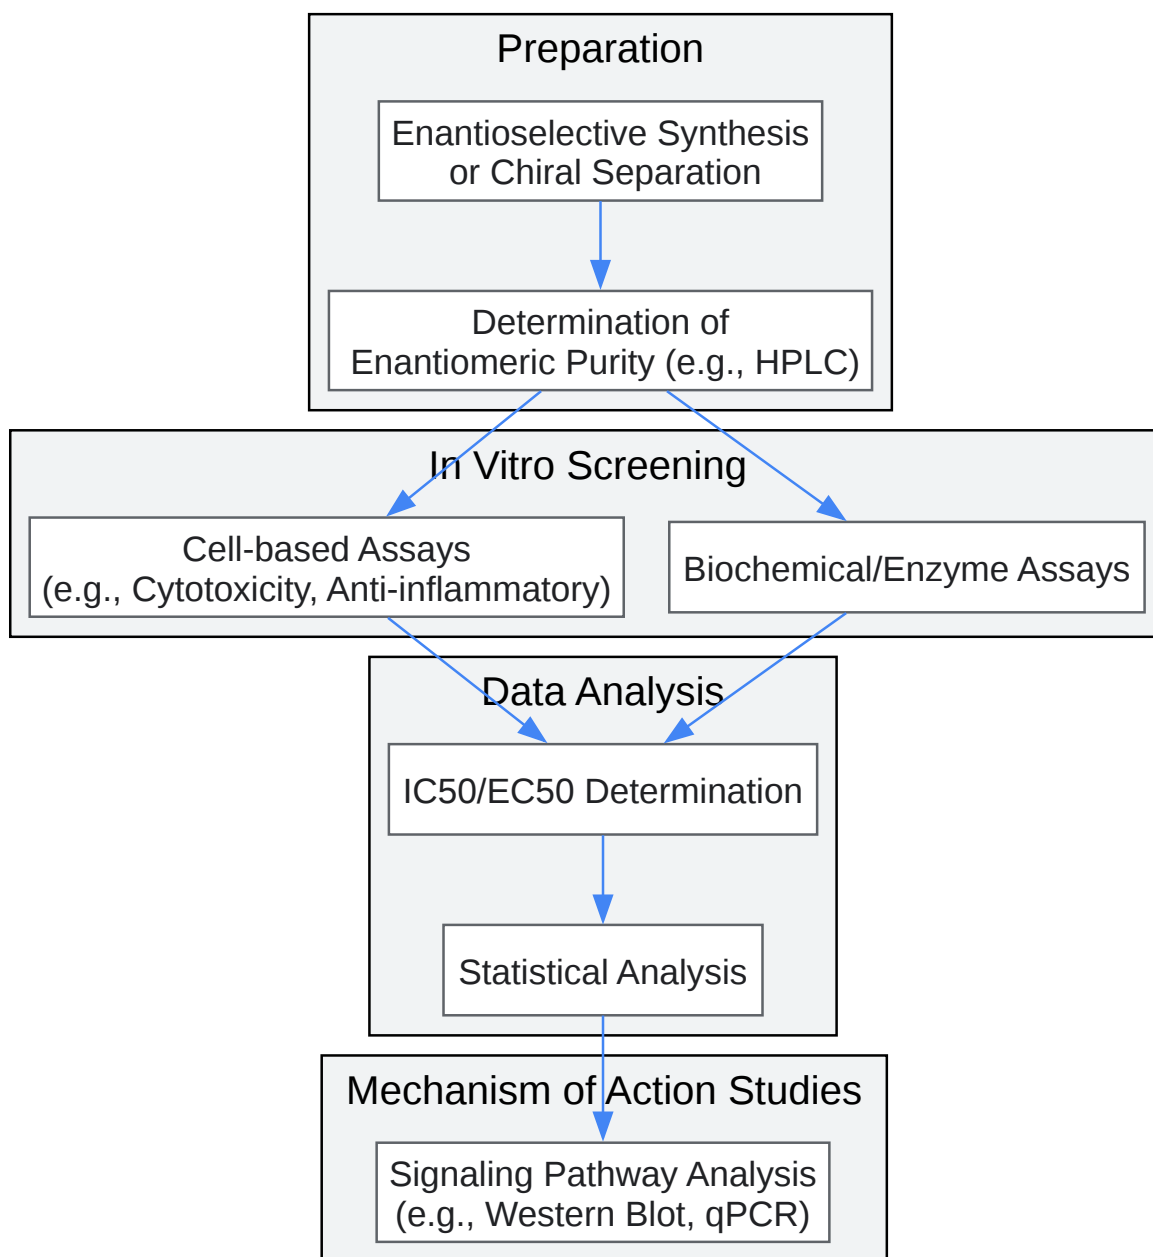 Preparation
Enantioselective Synthesis
or Chiral Separation
Determination of
Enantiomeric Purity (e.g., HPLC)
In Vitro Screening
Cell-based Assays
(e.g., Cytotoxicity, Anti-inflammatory)
Biochemical/Enzyme Assays
Data Analysis
IC50/EC50 Determination
Statistical Analysis
Mechanism of Action Studies
Signaling Pathway Analysis
(e.g., Western Blot, qPCR)